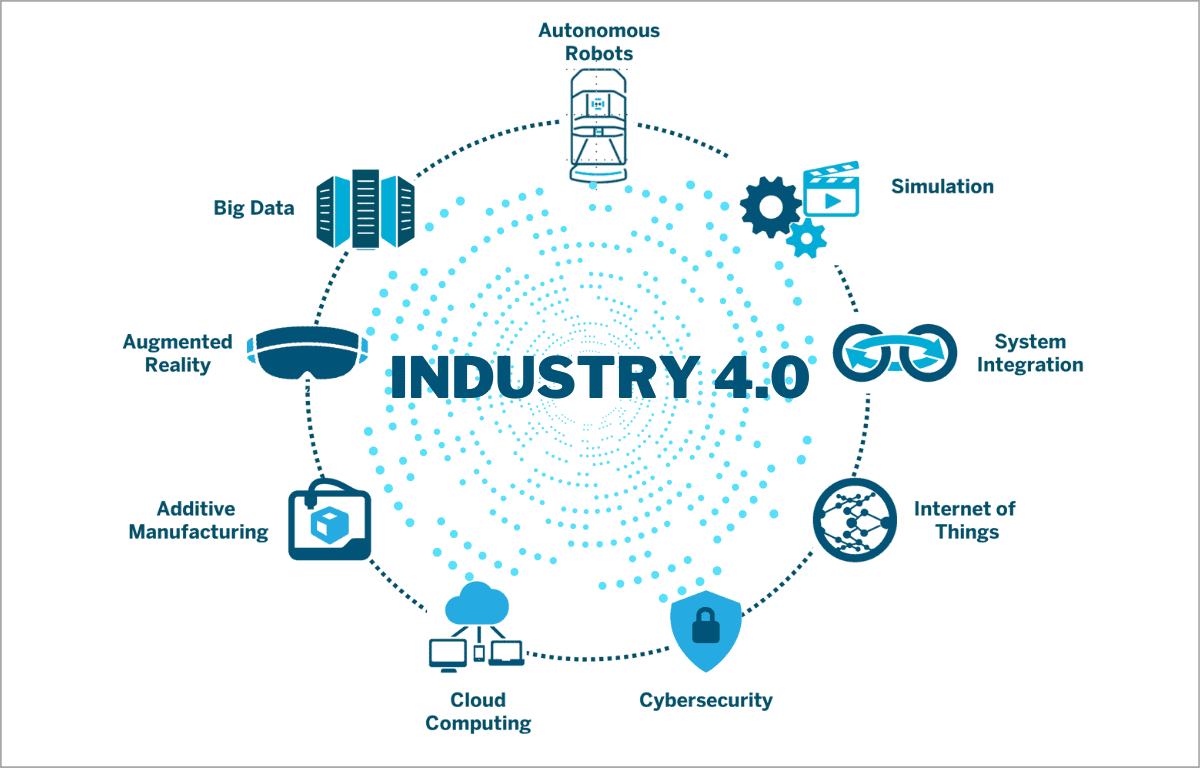 Autonomous
Robots
Simulation
Big Data
System
Integration
Augmented
Reality
INDUSTRY 4.0
Internet of
Things
Additive
Manufacturing
Cybersecurity
Cloud
Computing